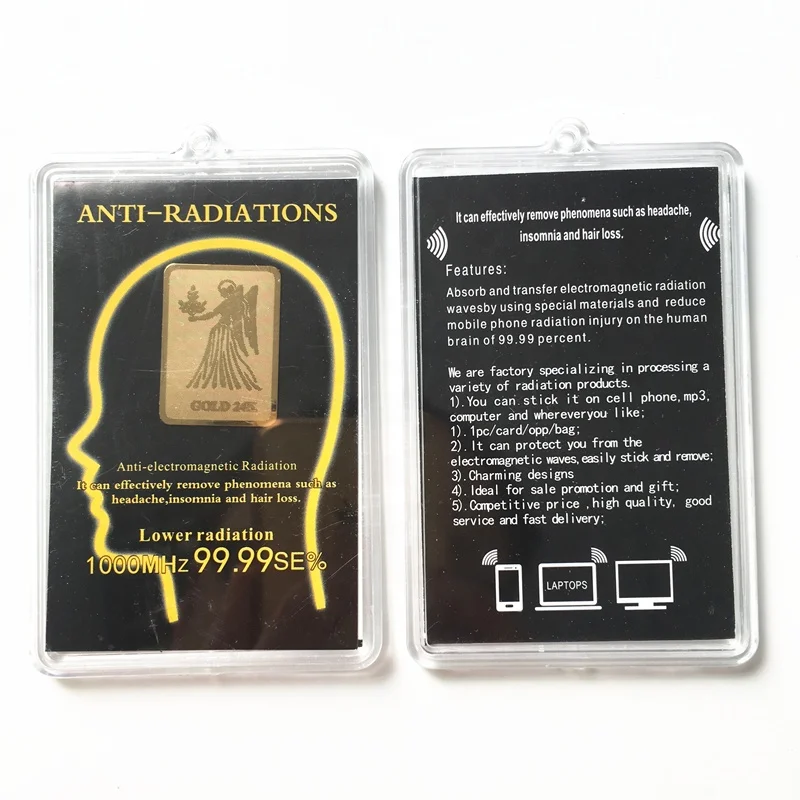 ANTI-RADIATIONS
GOLD 24K
Anti-electromagnetic Radiation
It can effectively remove phenomena such as
headache,insomnia and hair loss.
Lower radiation
1000MHz 99.99SE%
It can effectively remove phenomena such as headache,
insomnia and hair loss.
Features:
Absorb and transfer electromagnetic radiation
wavesby using special materials and reduce
mobile phone radiation injury on the human
brain of 99.99 percent.
We are factory specializing in processing a
variety of radiation products.
1).You can stick it on cell phone,mp3,
computer and whereveryou like;
1).1pc/card/opp/bag;
2). It can protect you from the
electromagnetic waves,easily stick and remove;
3).Charming designs
4). Ideal for sale promotion and gift;
5).Competitive price ,high quality, good
service and fast delivery;
LAPTOPS